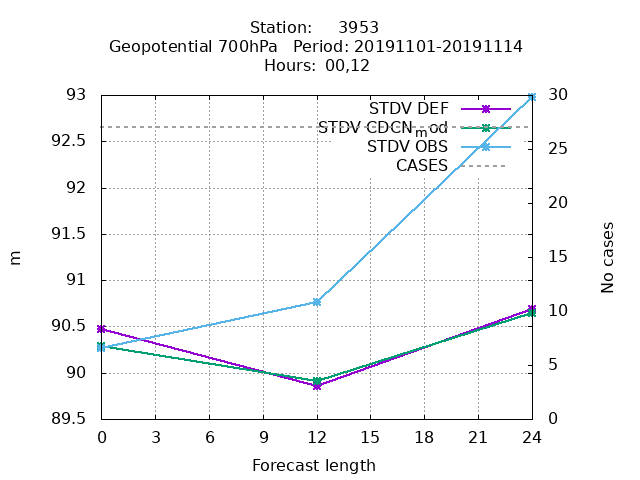 Station: 3953
Geopotential 700hPa Period: 20191101-20191114
Hours: 00,12
93
92.5
92
91.5
91
90.5
90
89.5
30
25
20
15
10
5
0
0 3 6 9 12 15 18 21 24
m
No cases
Forecast length
STDV DEF
STDV CDCNmod
STDV OBS
CASES